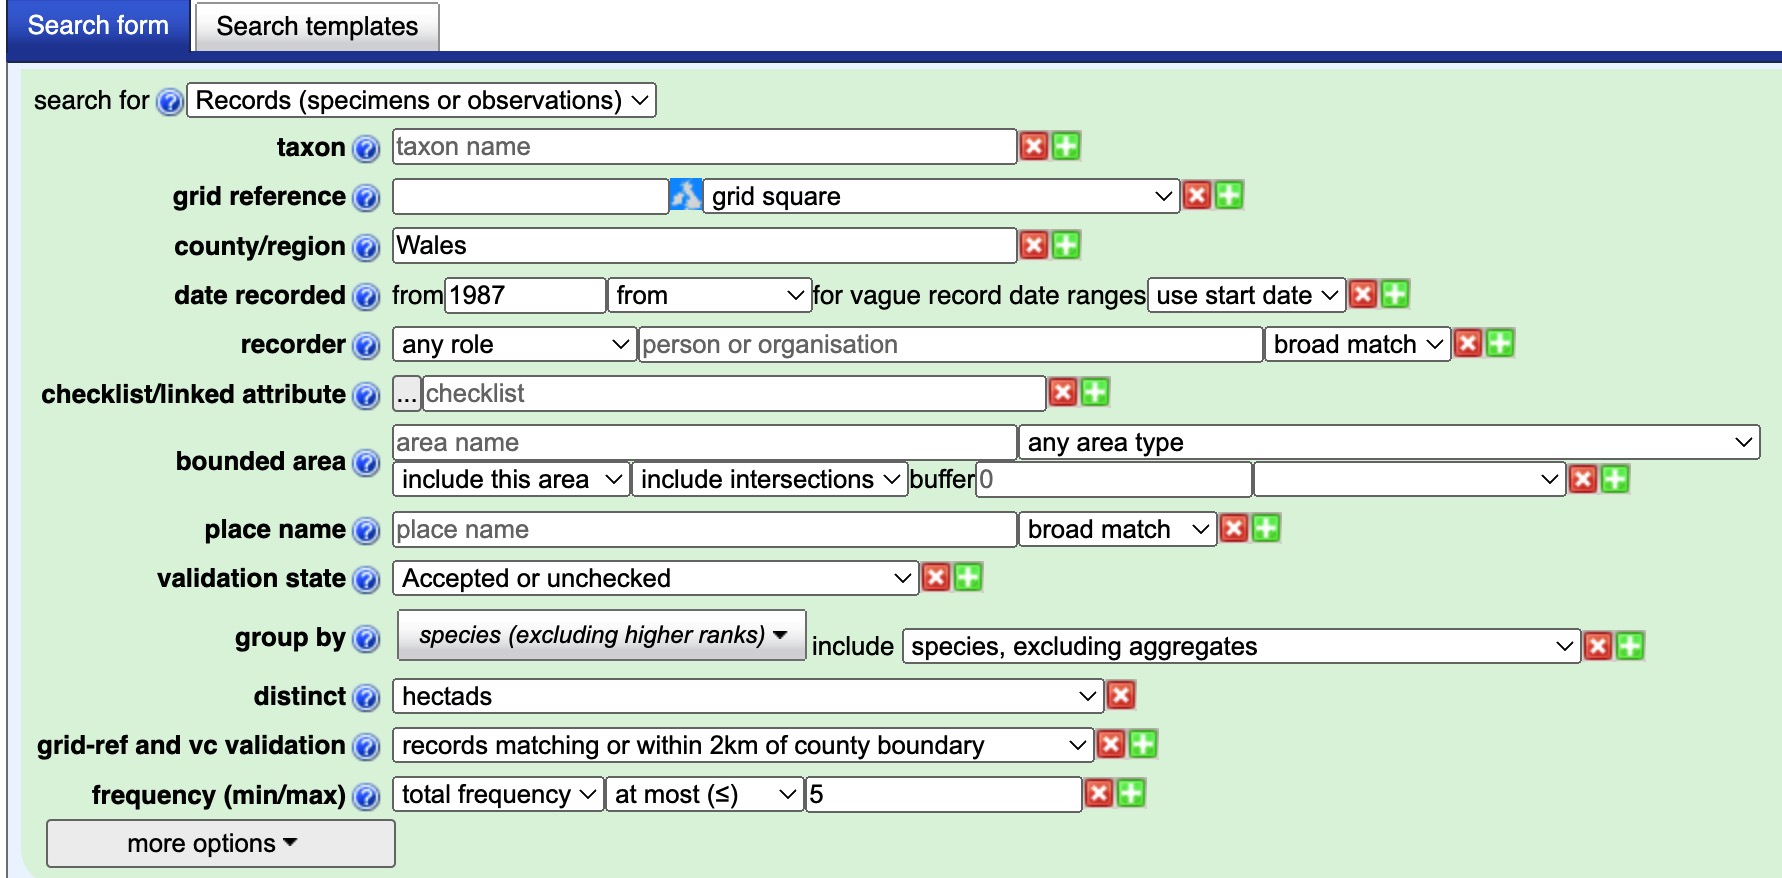 Search form Search templates
search for ? Records (specimens or observations)
taxon ? taxon name
grid reference ? grid square
county/region ? Wales
date recorded ? from 1987 from for vague record date ranges use start date
recorder ? any role person or organisation broad match
checklist/linked attribute ? ... checklist
bounded area ? area name any area type
include this area include intersections buffer 0
place name ? place name broad match
validation state ? Accepted or unchecked
group by ? species (excluding higher ranks) include species, excluding aggregates
distinct ? hectads
grid-ref and vc validation ? records matching or within 2km of county boundary
frequency (min/max) ? total frequency at most (≤) 5
more options